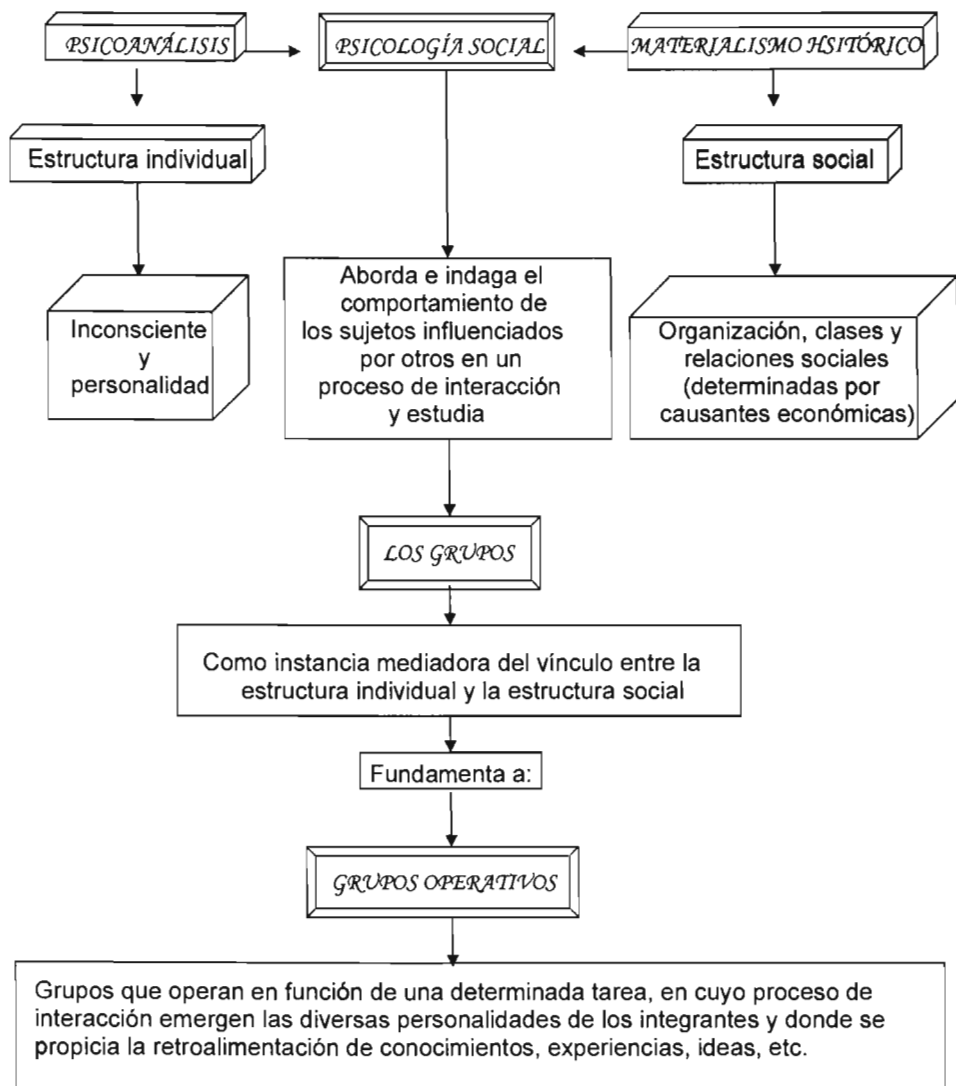 PSICOANÁLISIS
PSICOLOGÍA SOCIAL
MATERIALISMO HSITÓRICO
Estructura individual
Estructura social
Inconsciente
y
personalidad
Aborda e indaga el
comportamiento de
los sujetos influenciados
por otros en un
proceso de interacción
y estudia
Organización, clases y
relaciones sociales
(determinadas por
causantes económicas)
LOS GRUPOS
Como instancia mediadora del vínculo entre la
estructura individual y la estructura social
Fundamenta a:
GRUPOS OPERATIVOS
Grupos que operan en función de una determinada tarea, en cuyo proceso de
interacción emergen las diversas personalidades de los integrantes y donde se
propicia la retroalimentación de conocimientos, experiencias, ideas, etc.